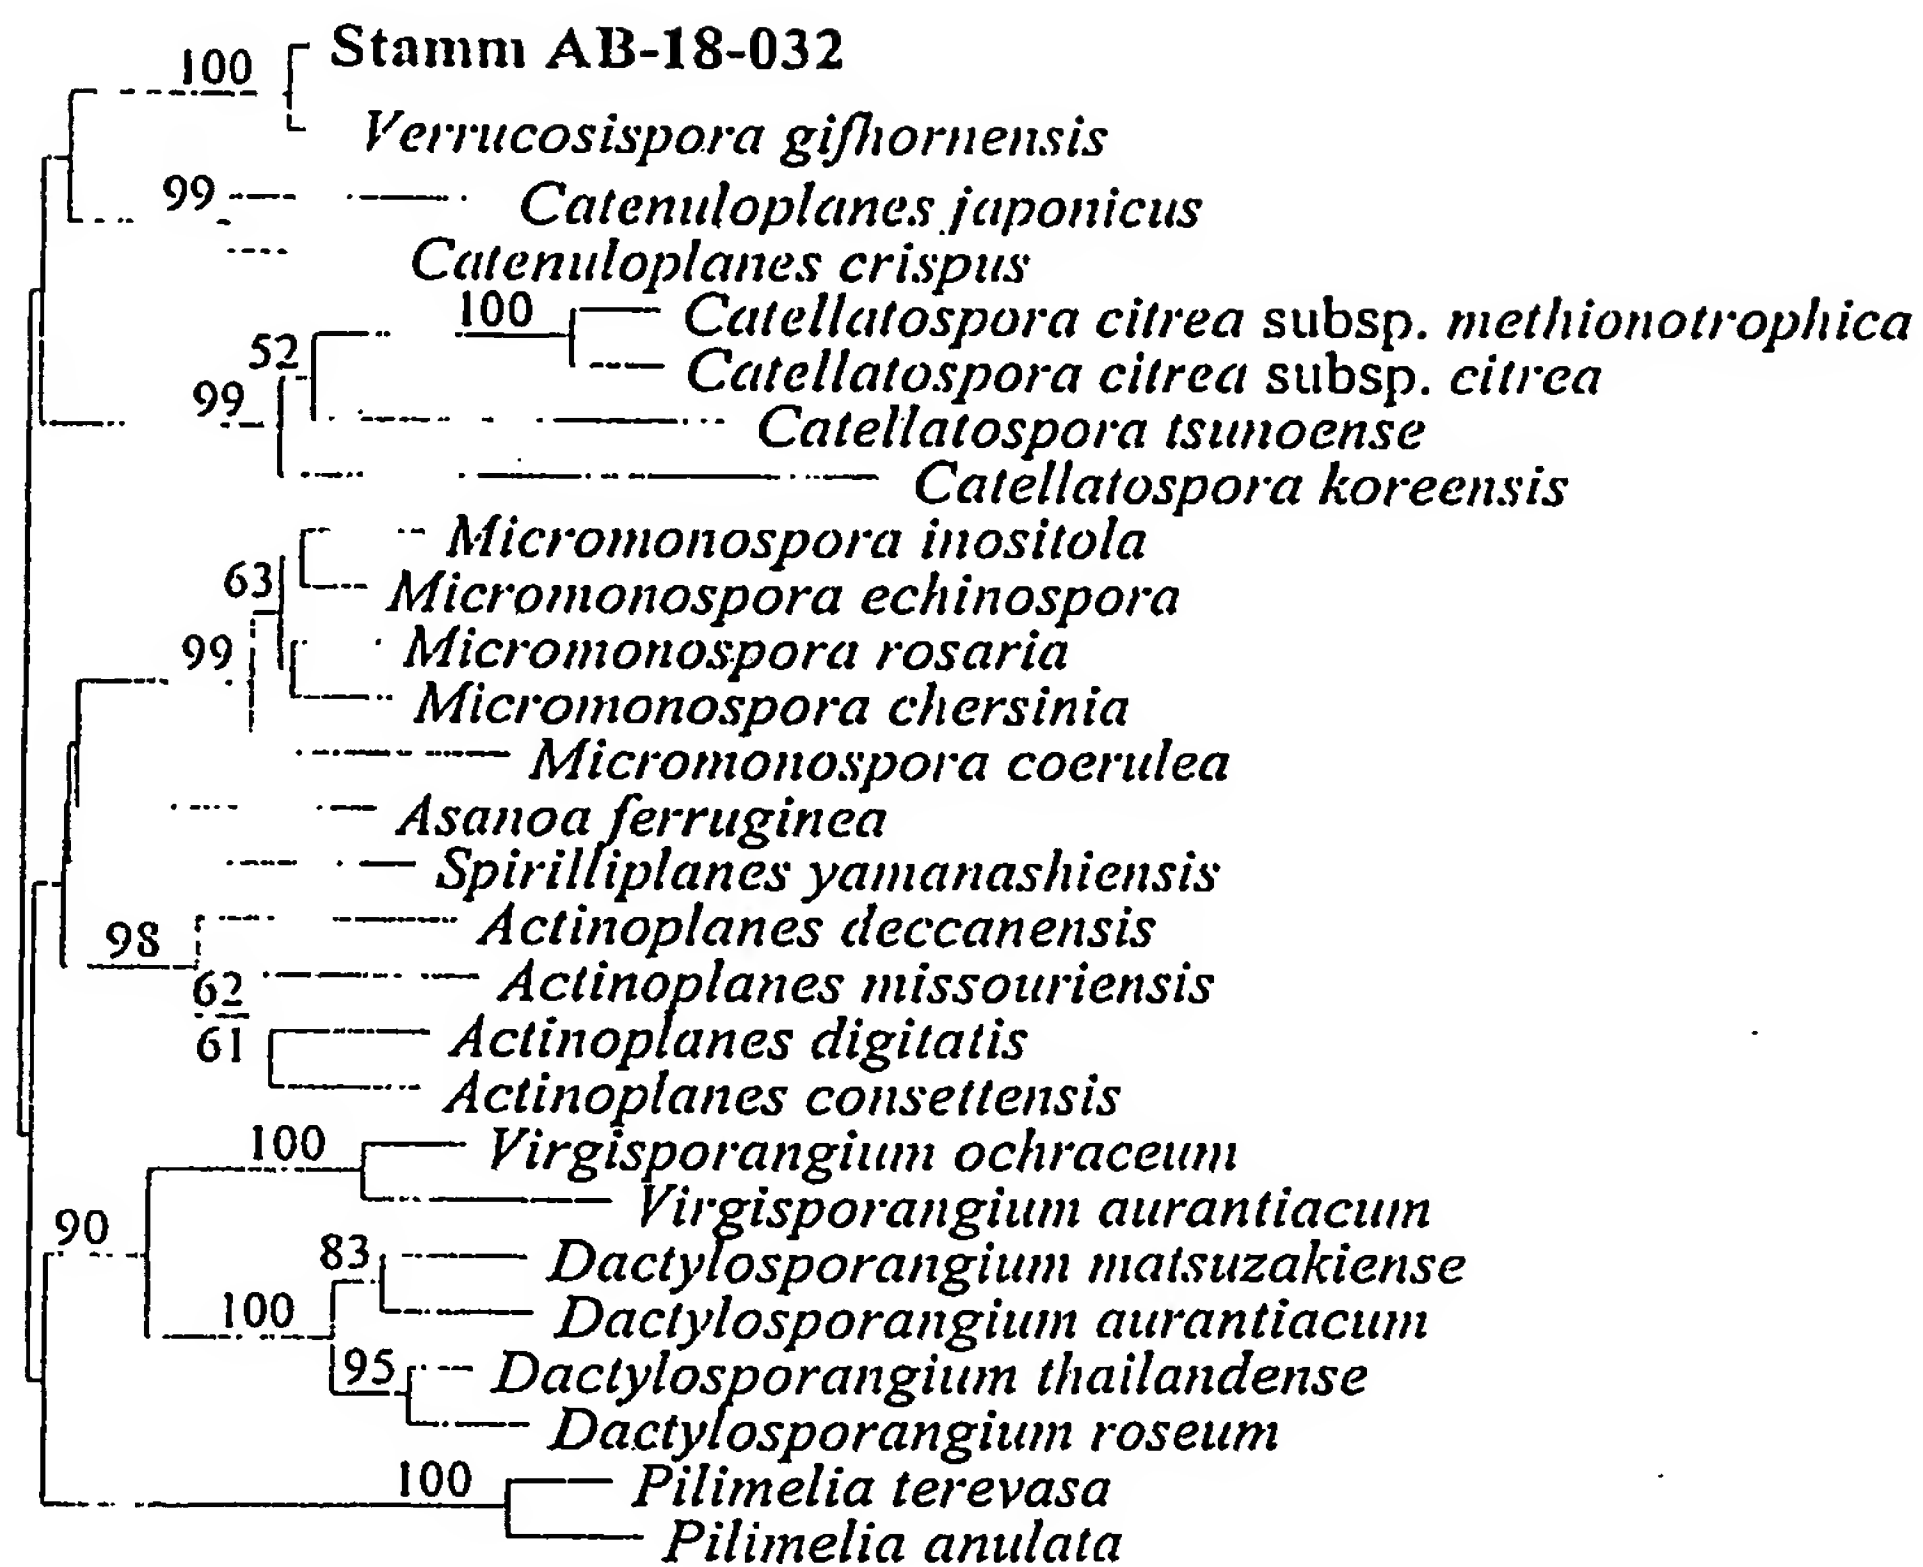 100
Stamm AB-18-032
Verrucosispora gifhornensis
99
Catenuloplanes japonicus
Catenuloplanes crispus
100
Catellatospora citrea subsp. methionotrophica
52
Catellatospora citrea subsp. citrea
99
Catellatospora tsunoense
Catellatospora koreensis
Micromonospora inositola
63
Micromonospora echinospora
99
Micromonospora rosaria
Micromonospora chersinia
Micromonospora coerulea
Asanoa ferruginea
Spirilliplanes yamanashiensis
Actinoplanes deccanensis
98
Actinoplanes missouriensis
62
61
Actinoplanes digitatis
Actinoplanes consettensis
100
Virgisporangium ochraceum
Virgisporangium aurantiacum
90
83
Dactylosporangium matsuzakiense
100
Dactylosporangium aurantiacum
95
Dactylosporangium thailandense
Dactylosporangium roseum
100
Pilimelia terevasa
Pilimelia anulata